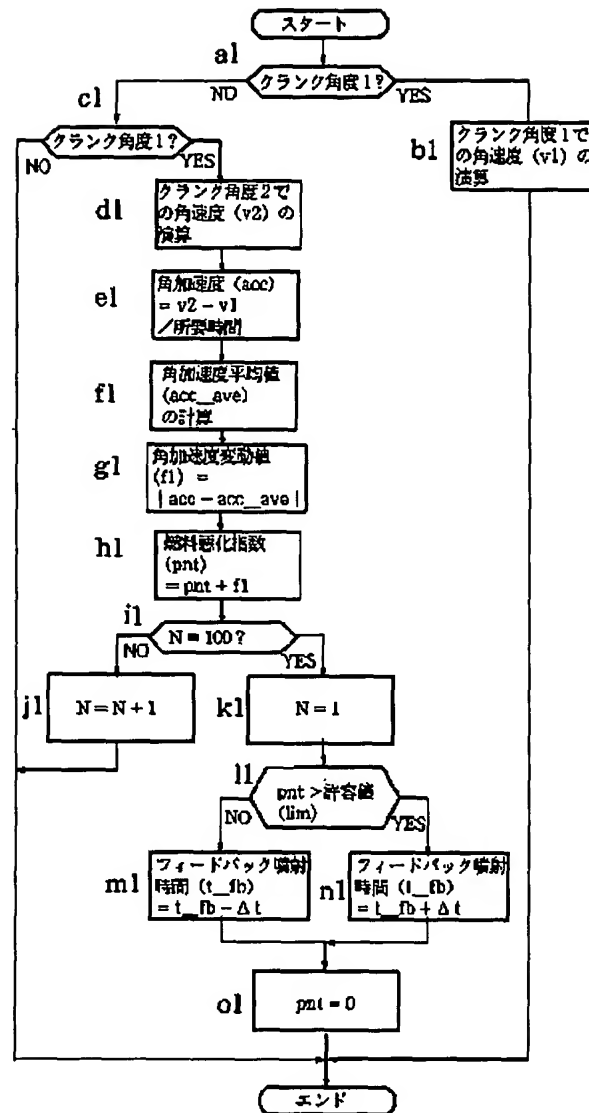 スタート
a1
クランク角度1?
NO
YES
c1
クランク角度1?
NO
YES
b1
クランク角度1で
の角速度 (v1) の
演算
d1
クランク角度2で
の角速度 (v2) の
演算
e1
角加速度 (acc)
= v2 − v1
/所要時間
f1
角加速度平均値
(acc_ave)
の計算
g1
角加速度変動値
(f1) =
| acc − acc_ave |
h1
燃料悪化指数
(pnt)
= pnt + f1
i1
N = 100 ?
NO
YES
j1
N = N + 1
k1
N = 1
l1
pnt > 許容値
(lim)
NO
YES
m1
フィードバック噴射
時間 (t_fb)
= t_fb − Δt
n1
フィードバック噴射
時間 (t_fb)
= t_fb + Δt
o1
pnt = 0
エンド